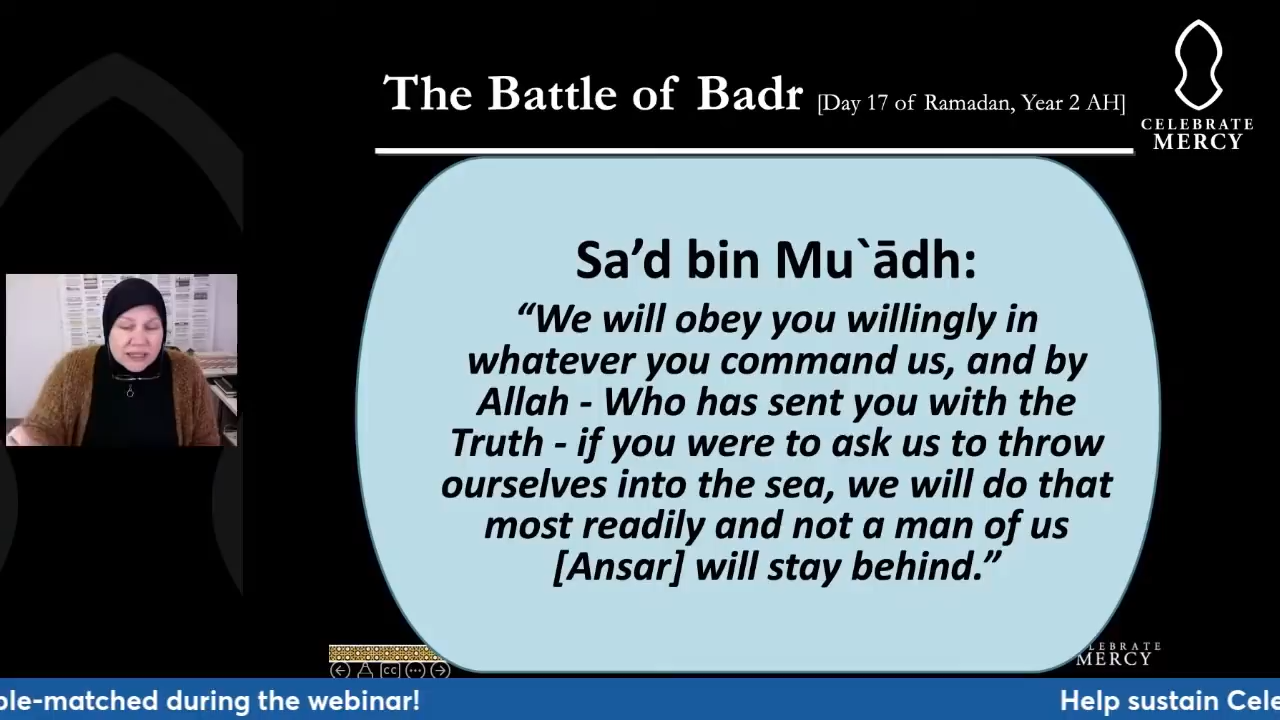 The Battle of Badr [Day 17 of Ramadan, Year 2 AH]
CELEBRATE
MERCY
Sa’d bin Mu`ādh:
“We will obey you willingly in
whatever you command us, and by
Allah - Who has sent you with the
Truth - if you were to ask us to throw
ourselves into the sea, we will do that
most readily and not a man of us
[Ansar] will stay behind.”
cc
LEBRATE
MERCY
ble-matched during the webinar!
Help sustain Cele